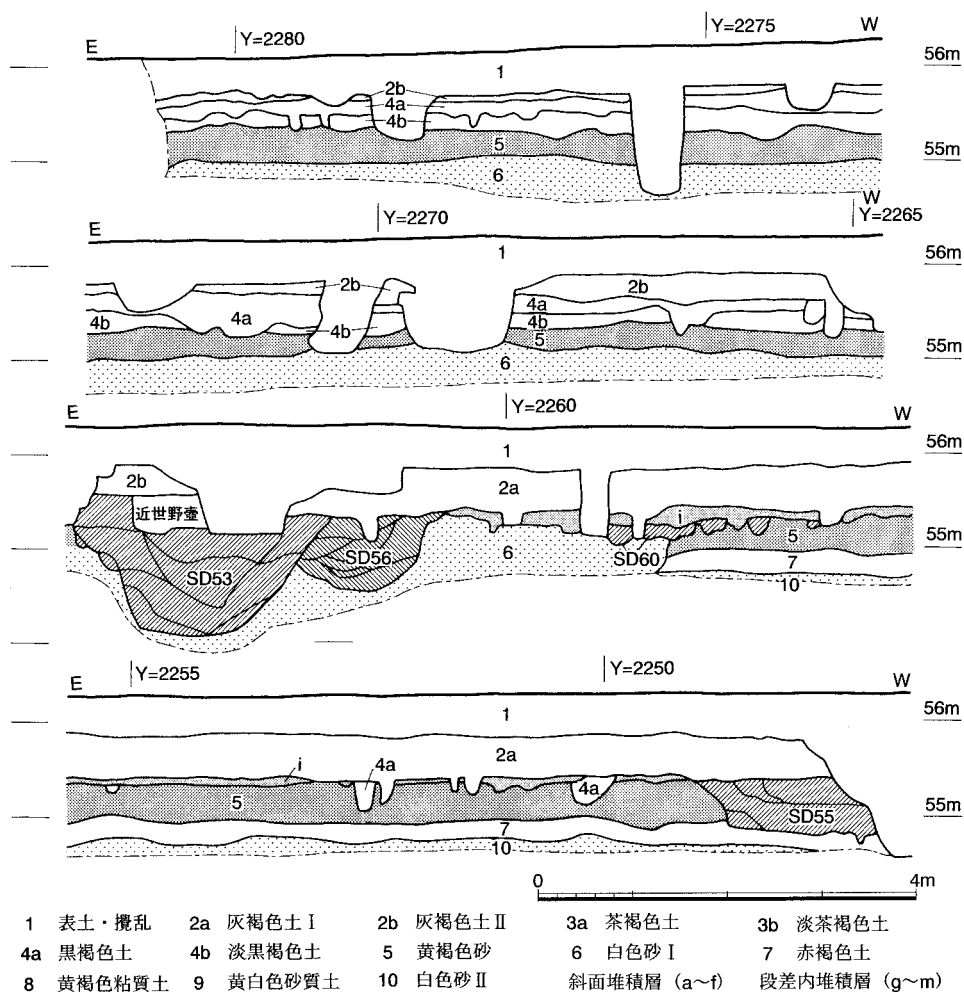 E Y=2280 Y=2275 W
56m
1
2b
4a
4b
5
55m
6
E Y=2270 W Y=2265
56m
1
2b 2b
4a
4b 4a 4b 4b
5
55m
6
E Y=2260 W
56m
1
2b 2a
近世野壺
i
SD56 5
55m
SD53 6 SD60 7
10
E Y=2255 Y=2250 W
56m
1
2a
i 4a
5 4a
55m
7 SD55
10
0 4m
1 表土・攪乱 2a 灰褐色土Ⅰ 2b 灰褐色土Ⅱ 3a 茶褐色土 3b 淡茶褐色土
4a 黒褐色土 4b 淡黒褐色土 5 黄褐色砂 6 白色砂Ⅰ 7 赤褐色土
8 黄褐色粘質土 9 黄白色砂質土 10 白色砂Ⅱ 斜面堆積層(a~f) 段差内堆積層(g~m)